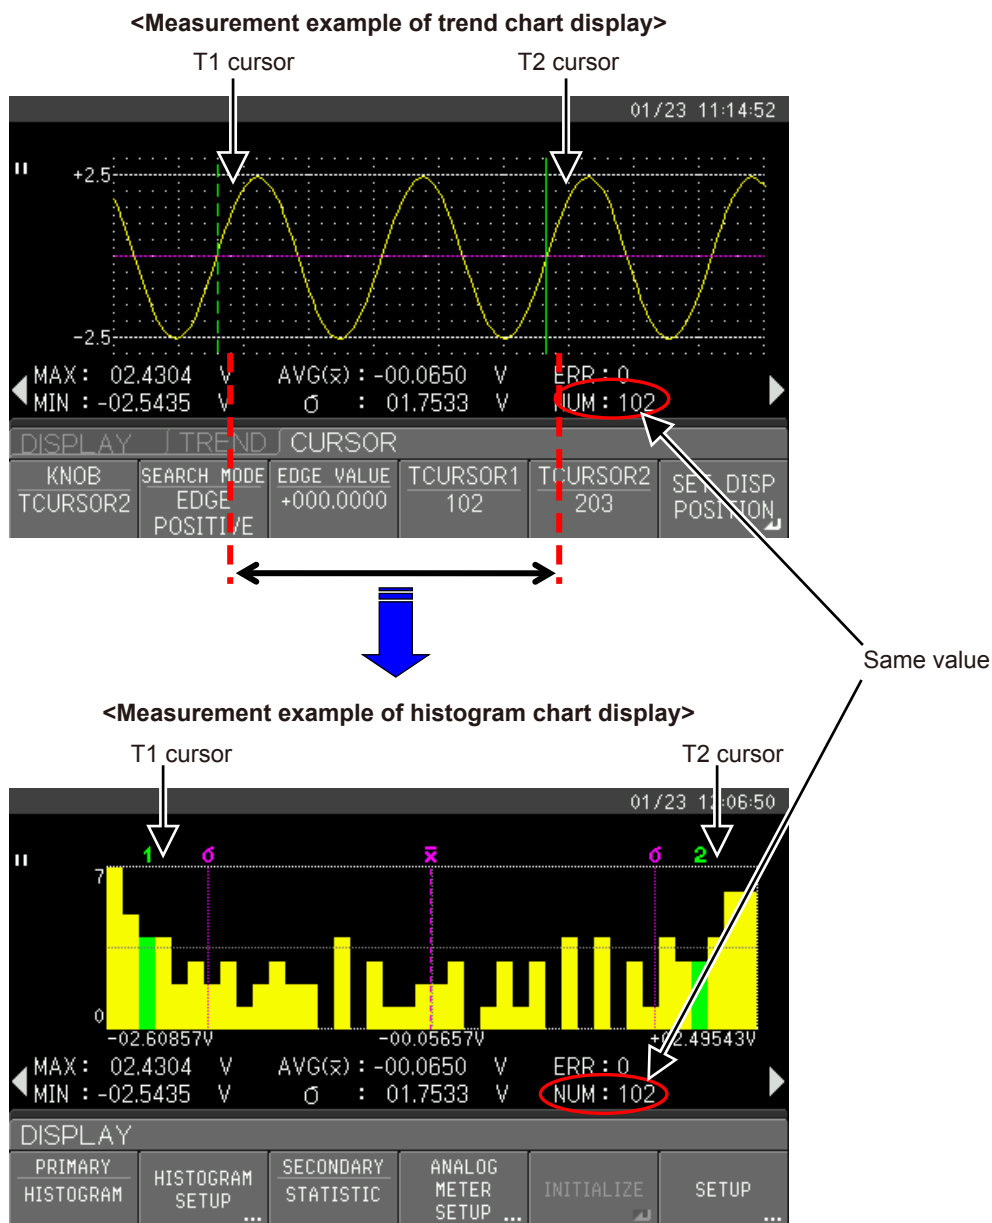 <Measurement example of trend chart display>
T1 cursor T2 cursor
01/23 11:14:52
+2.5
-2.5
MAX: 02.4304 V AVG(x̄): -00.0650 V ERR: 0
MIN : -02.5435 V σ : 01.7533 V NUM: 102
DISPLAY TREND CURSOR
KNOB SEARCH MODE EDGE VALUE TCURSOR1 TCURSOR2 SET DISP
TCURSOR2 EDGE +000.0000 102 203 POSITION
POSITIVE
Same value
<Measurement example of histogram chart display>
T1 cursor T2 cursor
01/23 12:06:50
1 σ x̄ σ 2
7
0
-02.60857V -00.05657V +02.49543V
MAX: 02.4304 V AVG(x̄): -00.0650 V ERR: 0
MIN : -02.5435 V σ : 01.7533 V NUM: 102
DISPLAY
PRIMARY HISTOGRAM SECONDARY ANALOG INITIALIZE SETUP
HISTOGRAM SETUP ... STATISTIC METER ...
SETUP ...